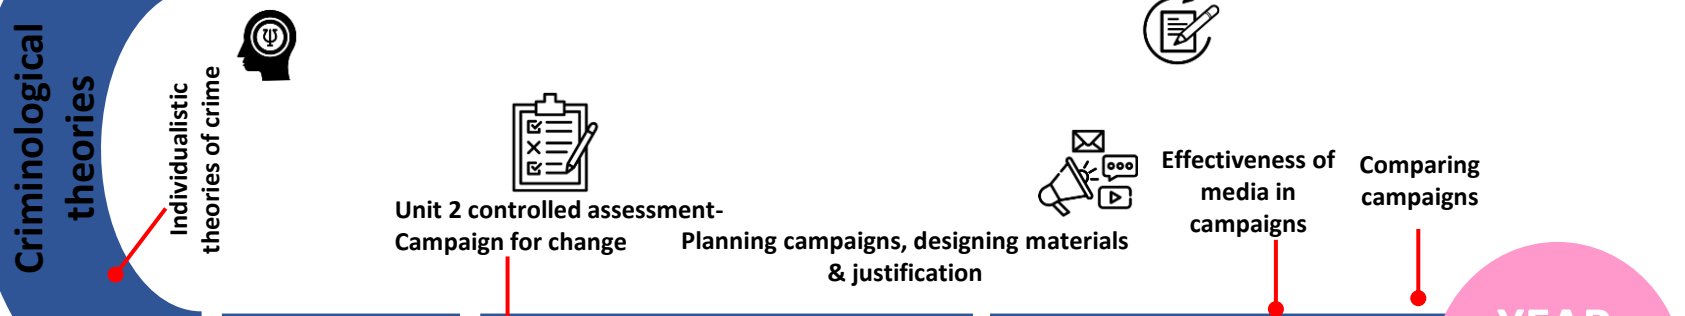 Criminological
theories
Individualistic
theories of crime
Unit 2 controlled assessment-
Campaign for change
Planning campaigns, designing materials
& justification
Effectiveness of
media in
campaigns
Comparing
campaigns
YEAR